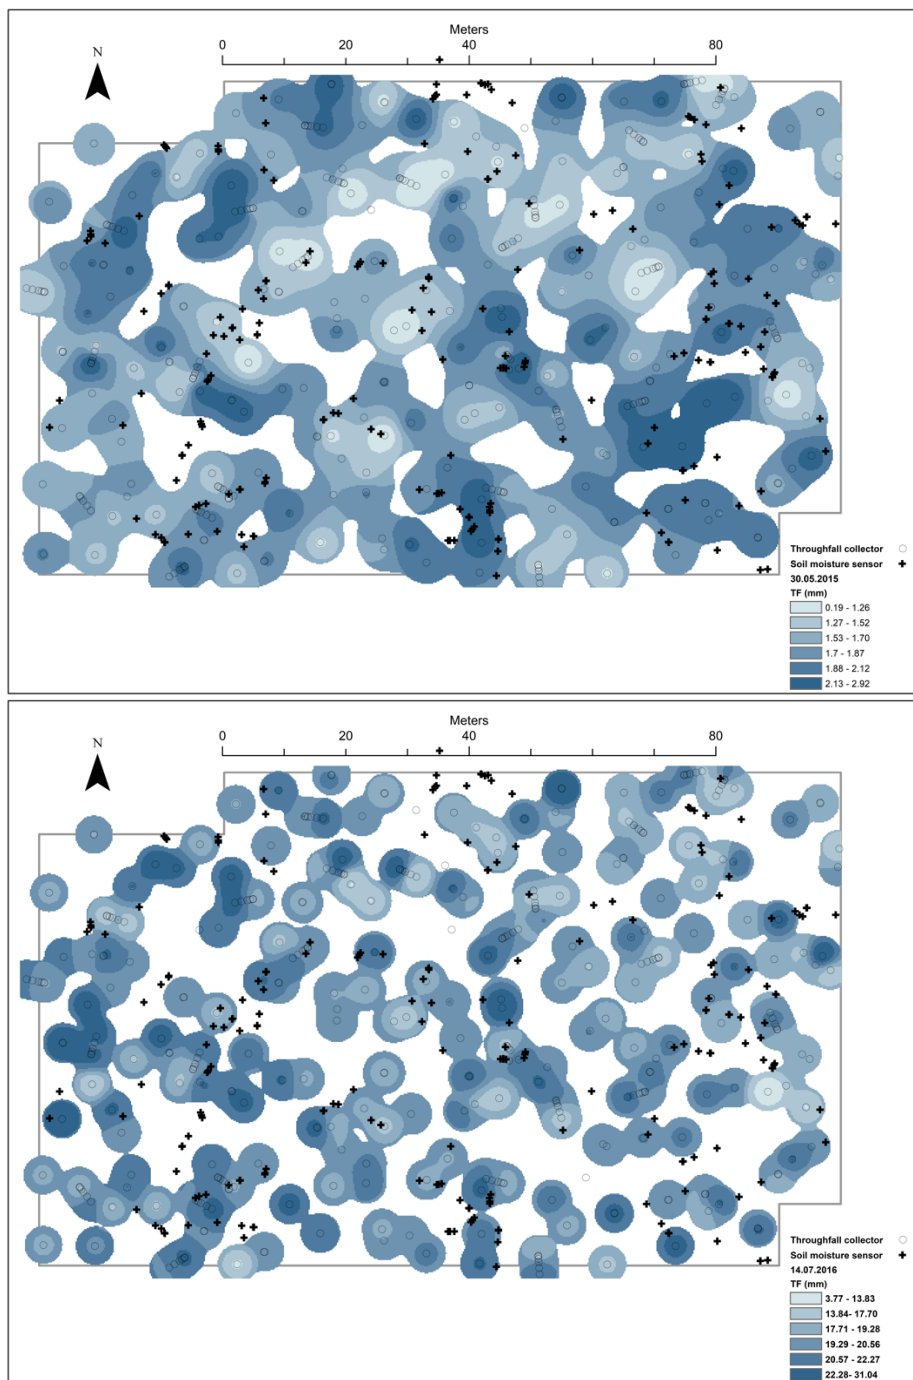 Meters
0 20 40 80
N
Throughfall collector
Soil moisture sensor
30.05.2015
TF (mm)
0.19 - 1.26
1.27 - 1.52
1.53 - 1.70
1.7 - 1.87
1.88 - 2.12
2.13 - 2.92
Meters
0 20 40 80
N
Throughfall collector
Soil moisture sensor
14.07.2016
TF (mm)
3.77 - 13.83
13.84- 17.70
17.71 - 19.28
19.29 - 20.56
20.57 - 22.27
22.28- 31.04